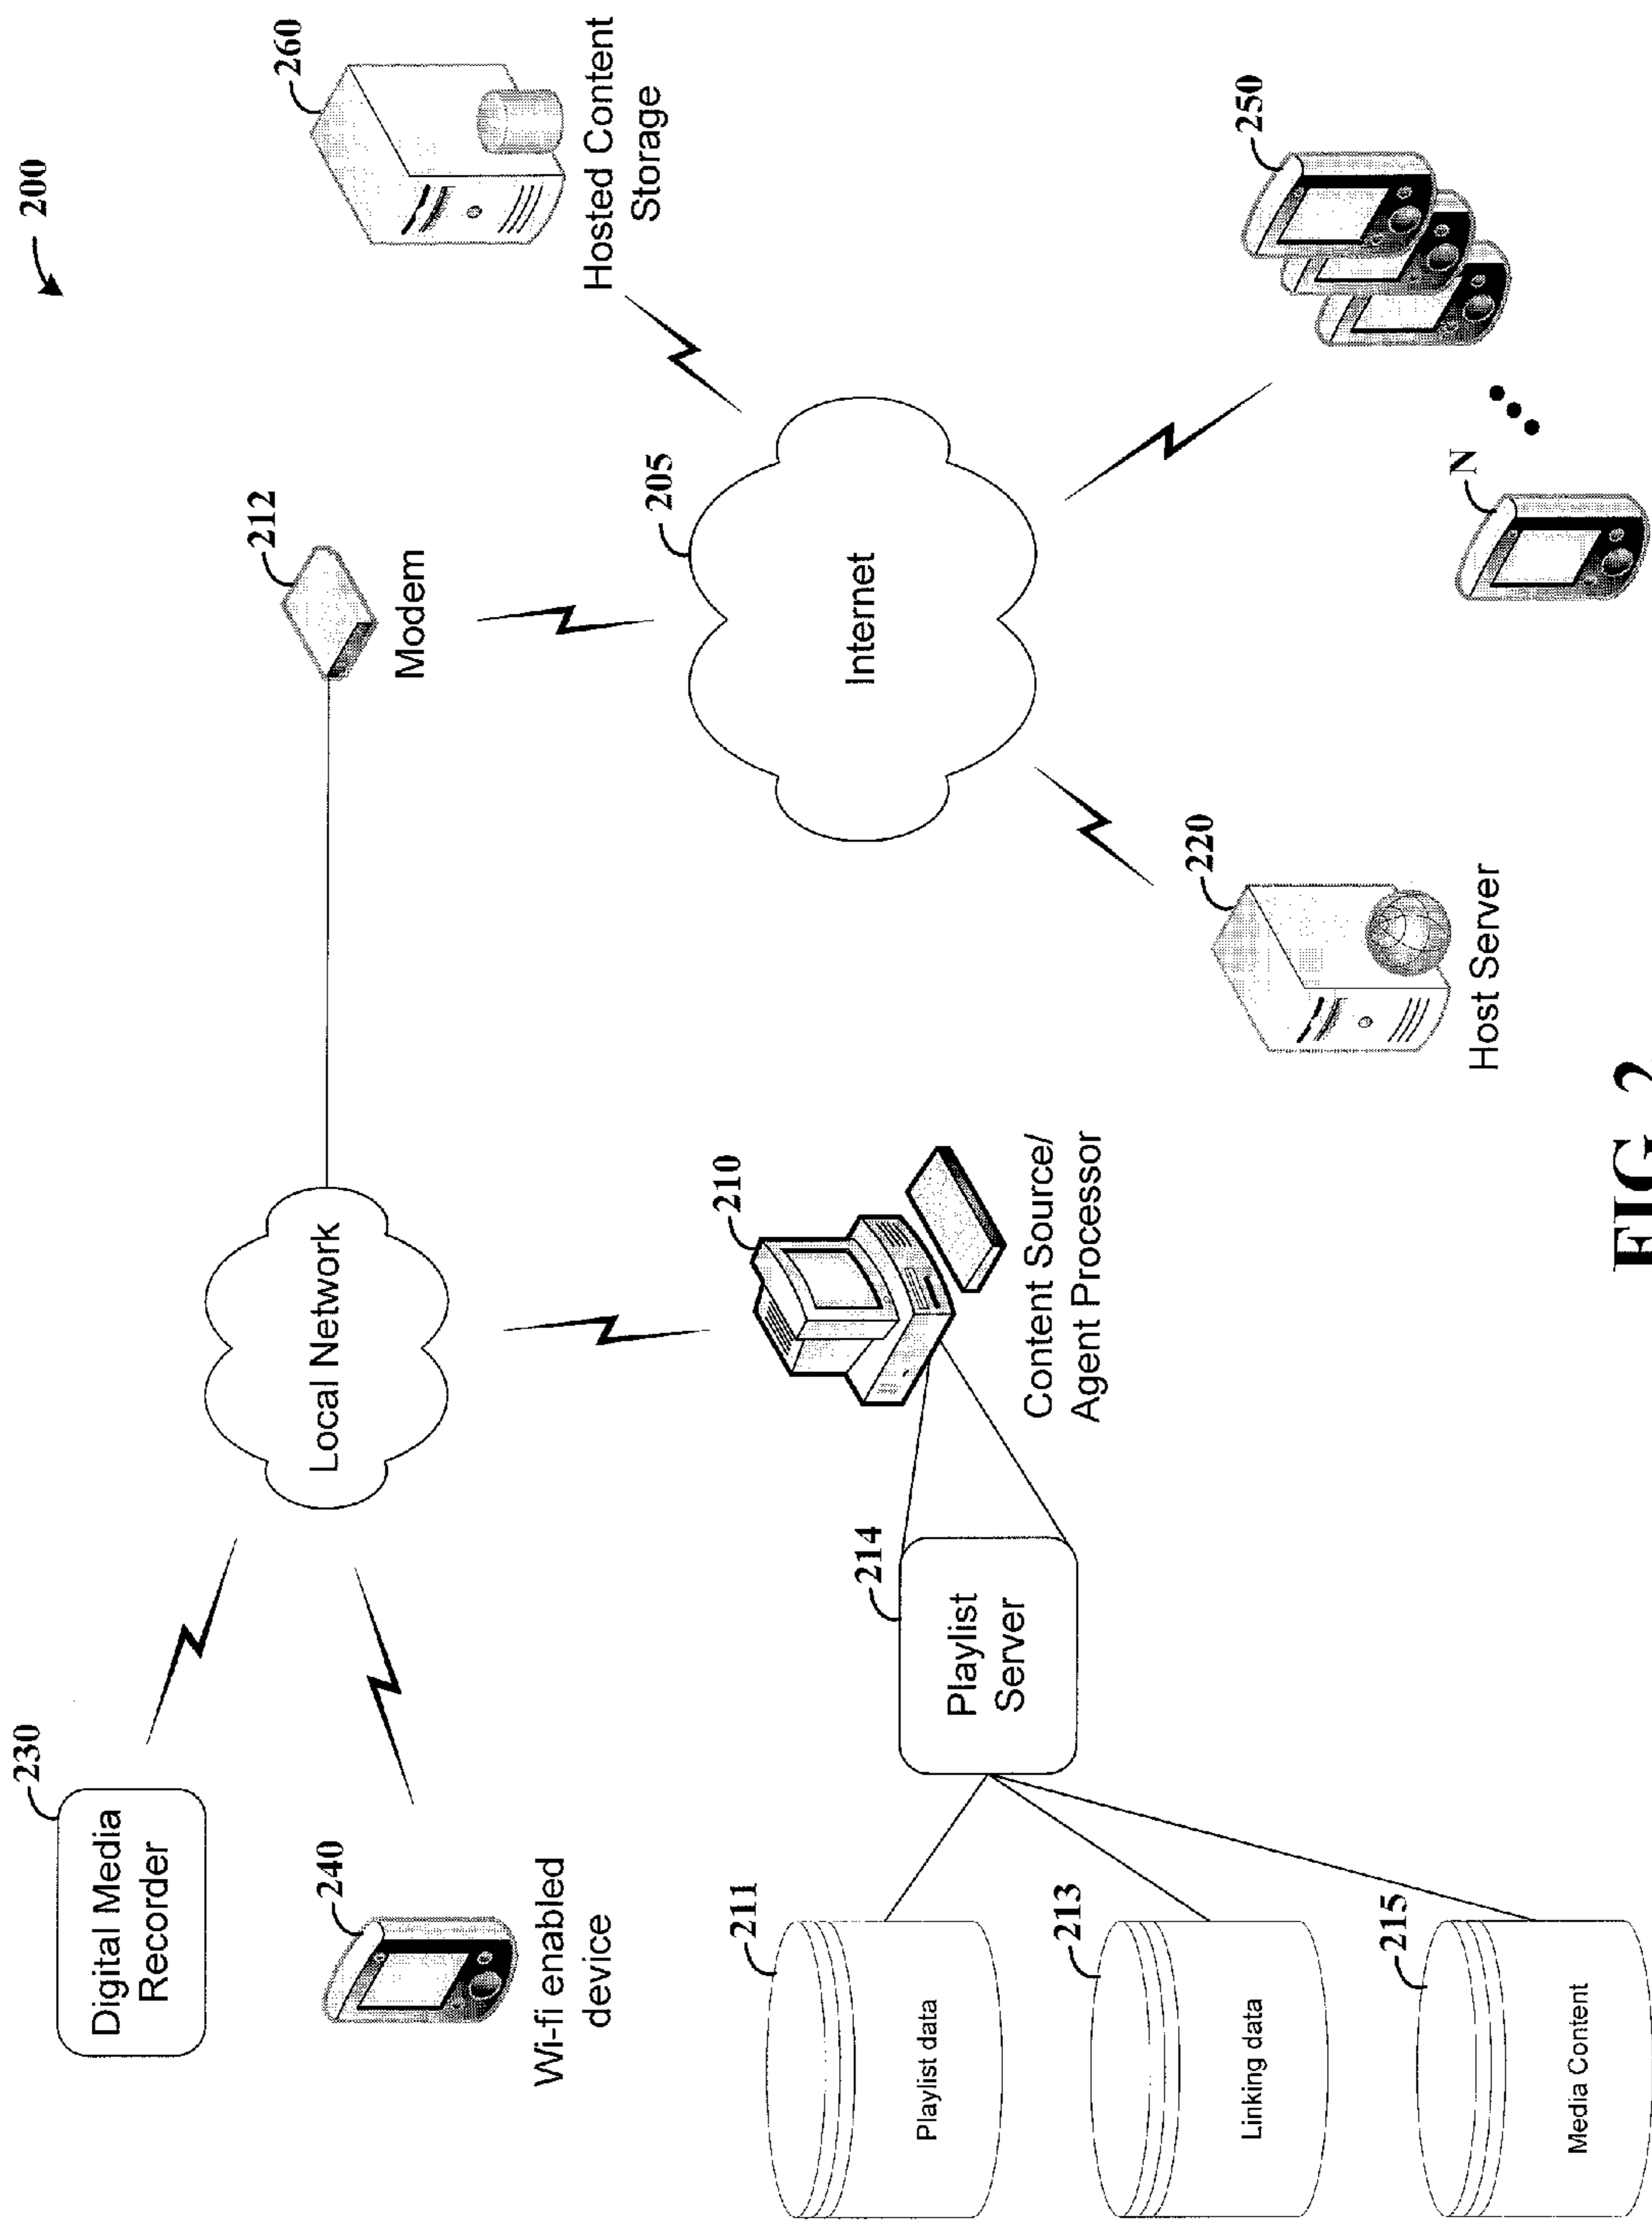 200
230
Digital Media
Recorder
240
Wi-fi enabled
device
Local Network
212
Modem
260
Hosted Content
Storage
205
Internet
210
Content Source/
Agent Processor
214
Playlist
Server
211
Playlist data
213
Linking data
215
Media Content
220
Host Server
250
N
FIG. 2